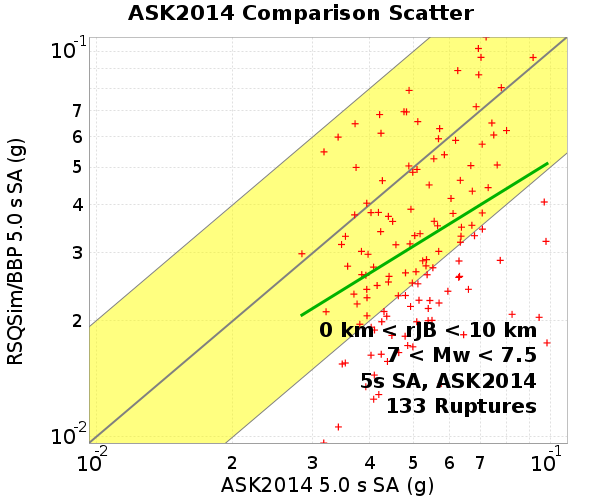 ASK2014 Comparison Scatter
RSQSim/BBP 5.0 s SA (g)
10-1
7
6
5
4
3
2
10-2
0 km < rJB < 10 km
7 < Mw < 7.5
5s SA, ASK2014
133 Ruptures
10-2 2 3 4 5 6 7 10-1
ASK2014 5.0 s SA (g)